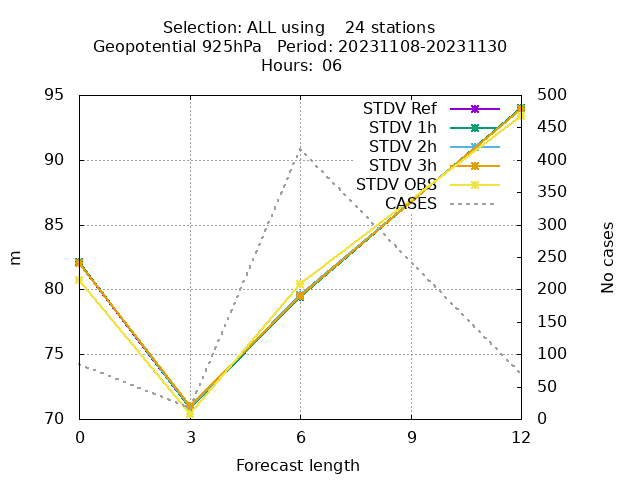 Selection: ALL using    24 stations
Geopotential 925hPa   Period: 20231108-20231130
Hours: 06
95
90
85
80
75
70
m
500
450
400
350
300
250
200
150
100
50
0
No cases
STDV Ref
STDV 1h
STDV 2h
STDV 3h
STDV OBS
CASES
0 3 6 9 12
Forecast length